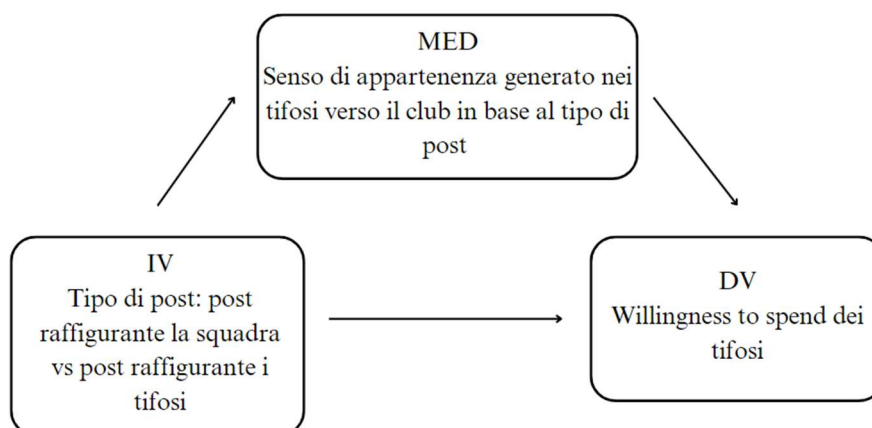 MED
Senso di appartenenza generato nei
tifosi verso il club in base al tipo di
post
IV
Tipo di post: post
raffigurante la squadra
vs post raffigurante i
tifosi
DV
Willingness to spend dei
tifosi